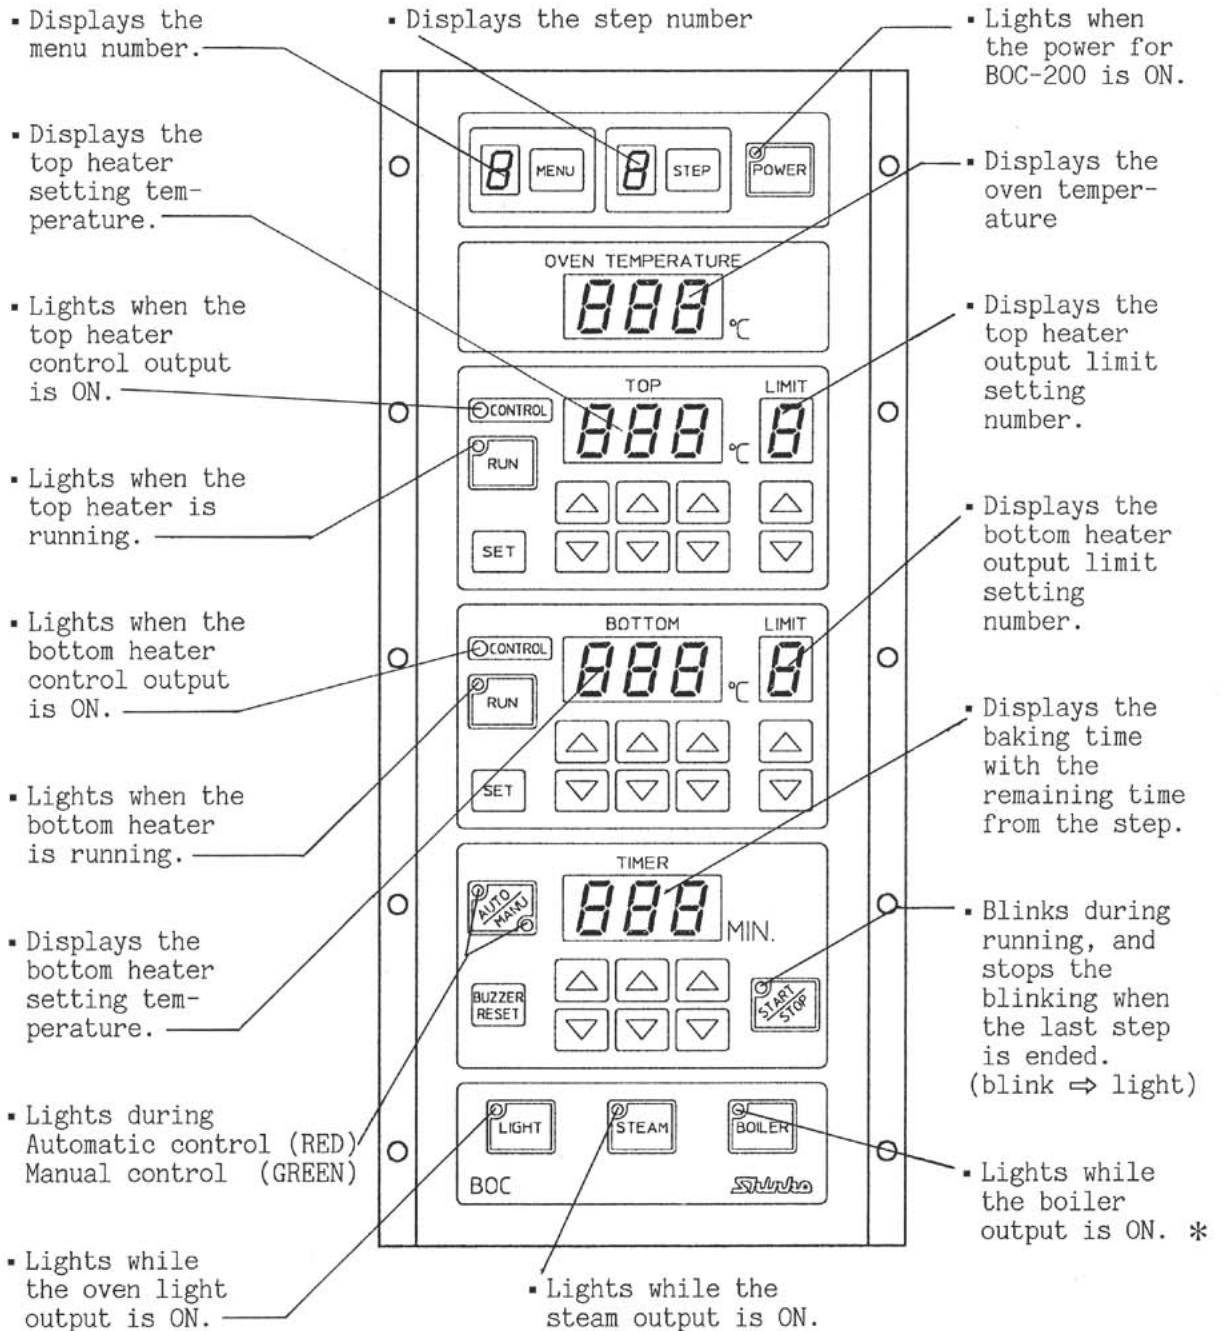 ▪ Displays the
menu number.
▪ Displays the step number
▪ Lights when
the power for
BOC-200 is ON.
▪ Displays the
top heater
setting tem-
perature.
▪ Displays the
oven temper-
ature
▪ Lights when the
top heater
control output
is ON.
▪ Displays the
top heater
output limit
setting
number.
▪ Lights when the
top heater is
running.
▪ Displays the
bottom heater
output limit
setting
number.
▪ Lights when the
bottom heater
control output
is ON.
▪ Displays the
baking time
with the
remaining time
from the step.
▪ Lights when the
bottom heater
is running.
▪ Displays the
bottom heater
setting tem-
perature.
▪ Blinks during
running, and
stops the
blinking when
the last step
is ended.
(blink ⇨ light)
▪ Lights during
Automatic control (RED)
Manual control (GREEN)
▪ Lights while
the boiler
output is ON. *
▪ Lights while
the oven light
output is ON.
▪ Lights while the
steam output is ON.
8 MENU 8 STEP POWER
OVEN TEMPERATURE
888 °C
TOP LIMIT
CONTROL 888 °C 8
RUN
SET
BOTTOM LIMIT
CONTROL 888 °C 8
RUN
SET
TIMER
AUTO
MANU
888 MIN.
BUZZER
RESET
START
STOP
LIGHT STEAM BOILER
BOC Shinko